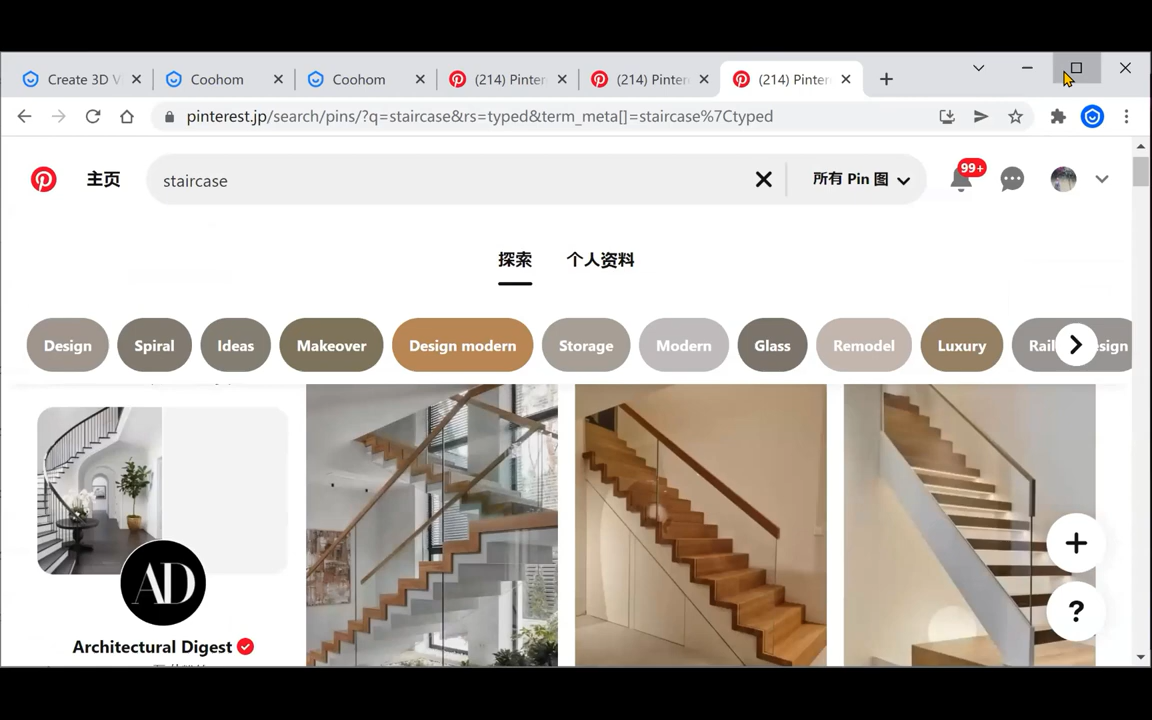 Create 3D V
Coohom
Coohom
(214) Pinter
(214) Pinter
(214) Pinter
pinterest.jp/search/pins/?q=staircase&rs=typed&term_meta[]=staircase%7Ctyped
主页
staircase
所有 Pin 图
99+
探索
个人资料
Design
Spiral
Ideas
Makeover
Design modern
Storage
Modern
Glass
Remodel
Luxury
Rail
esign
AD
Architectural Digest